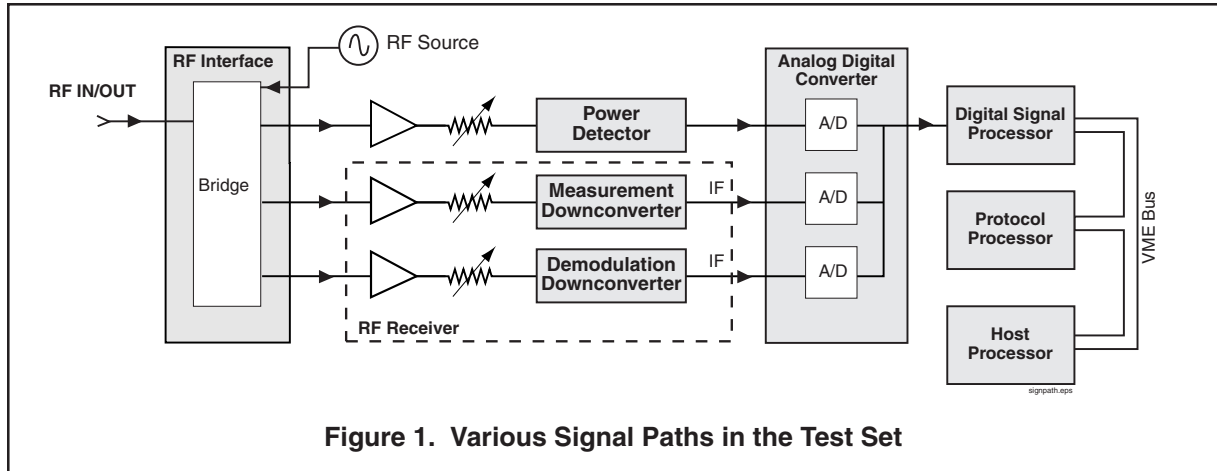 RF Source
RF Interface
RF IN/OUT
Bridge
Power
Detector
Measurement
Downconverter
IF
Demodulation
Downconverter
IF
RF Receiver
Analog Digital
Converter
A/D
A/D
A/D
Digital Signal
Processor
Protocol
Processor
Host
Processor
VME Bus
signpath.eps
Figure 1. Various Signal Paths in the Test Set